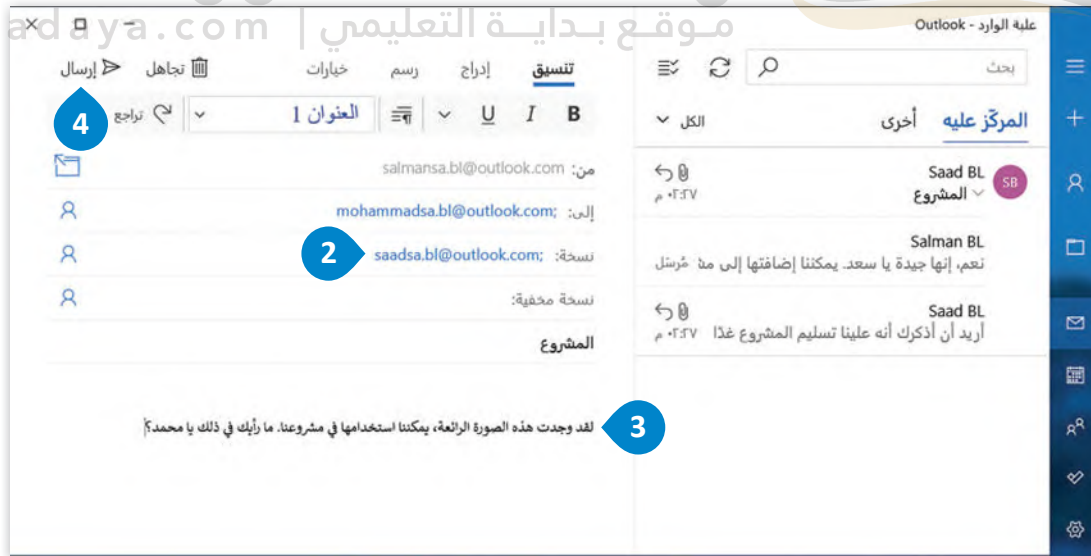 موقع بدايــة التعليمي | adaya.com
علبة الوارد - Outlook
بحث
المركّز عليه أخرى الكل
SB
Saad BL
المشروع
٠٢:٢٧ م
Salman BL
نعم، إنها جيدة يا سعد. يمكننا إضافتها إلى مذ مُرسَل
Saad BL
أريد أن أذكرك أنه علينا تسليم المشروع غدًا ٠٢:٢٧ م
تنسيق إدراج رسم خيارات تجاهل إرسال
B I U العنوان 1 تراجع
4
من: salmansa.bl@outlook.com
إلى: mohammadsa.bl@outlook.com;
نسخة: saadsa.bl@outlook.com;
2
نسخة مخفية:
المشروع
3
لقد وجدت هذه الصورة الرائعة، يمكننا استخدامها في مشروعنا. ما رأيك في ذلك يا محمد؟